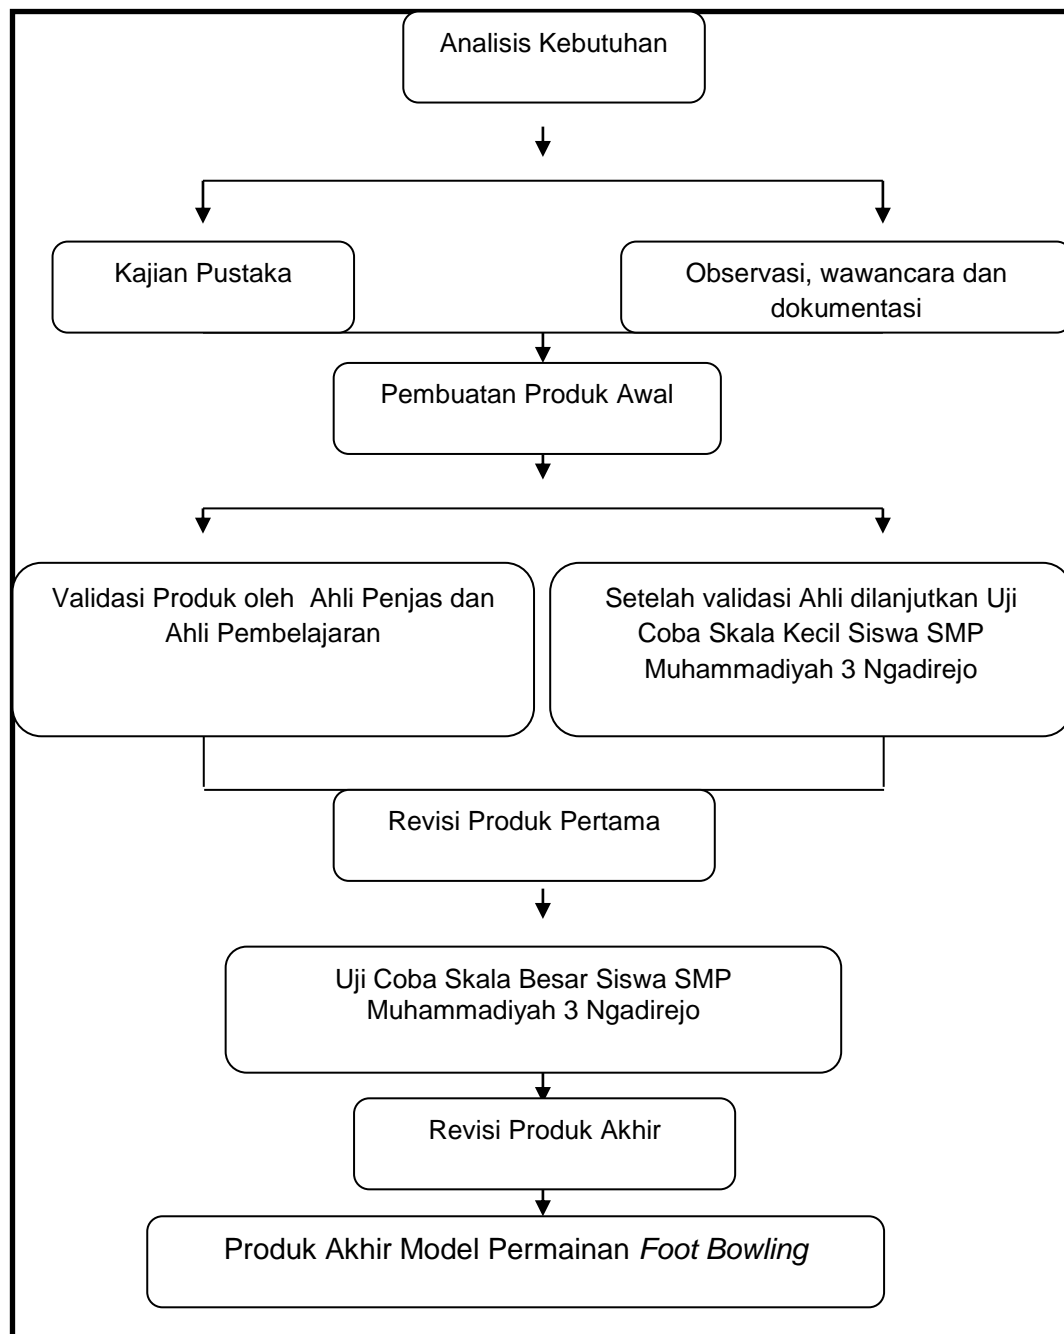 Analisis Kebutuhan
Kajian Pustaka
Observasi, wawancara dan
dokumentasi
Pembuatan Produk Awal
Validasi Produk oleh  Ahli Penjas dan
Ahli Pembelajaran
Setelah validasi Ahli dilanjutkan Uji
Coba Skala Kecil Siswa SMP
Muhammadiyah 3 Ngadirejo
Revisi Produk Pertama
Uji Coba Skala Besar Siswa SMP
Muhammadiyah 3 Ngadirejo
Revisi Produk Akhir
Produk Akhir Model Permainan Foot Bowling